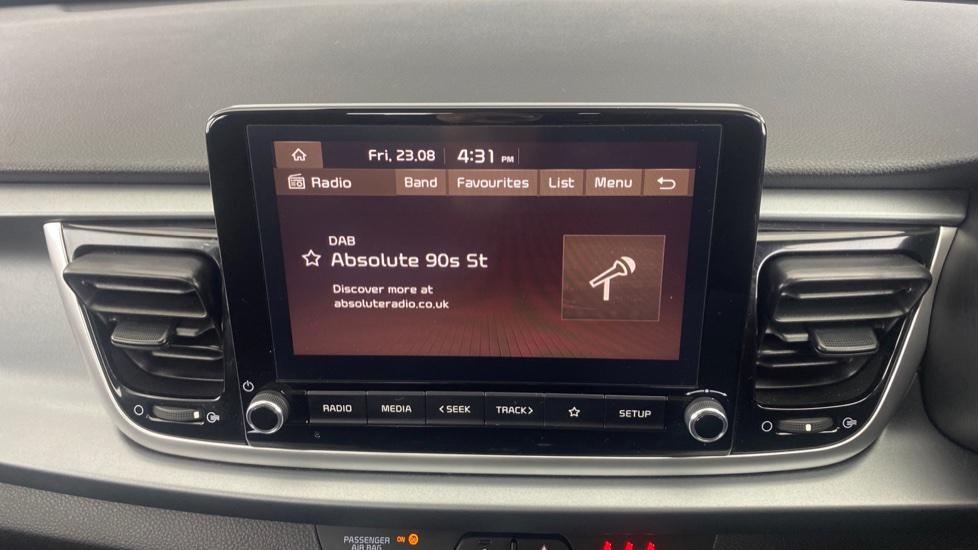 Fri, 23.08 4:31 PM
Radio Band Favourites List Menu
DAB
Absolute 90s St
Discover more at
absoluteradio.co.uk
RADIO MEDIA <SEEK TRACK> SETUP
PASSENGER ON
AIR BAG